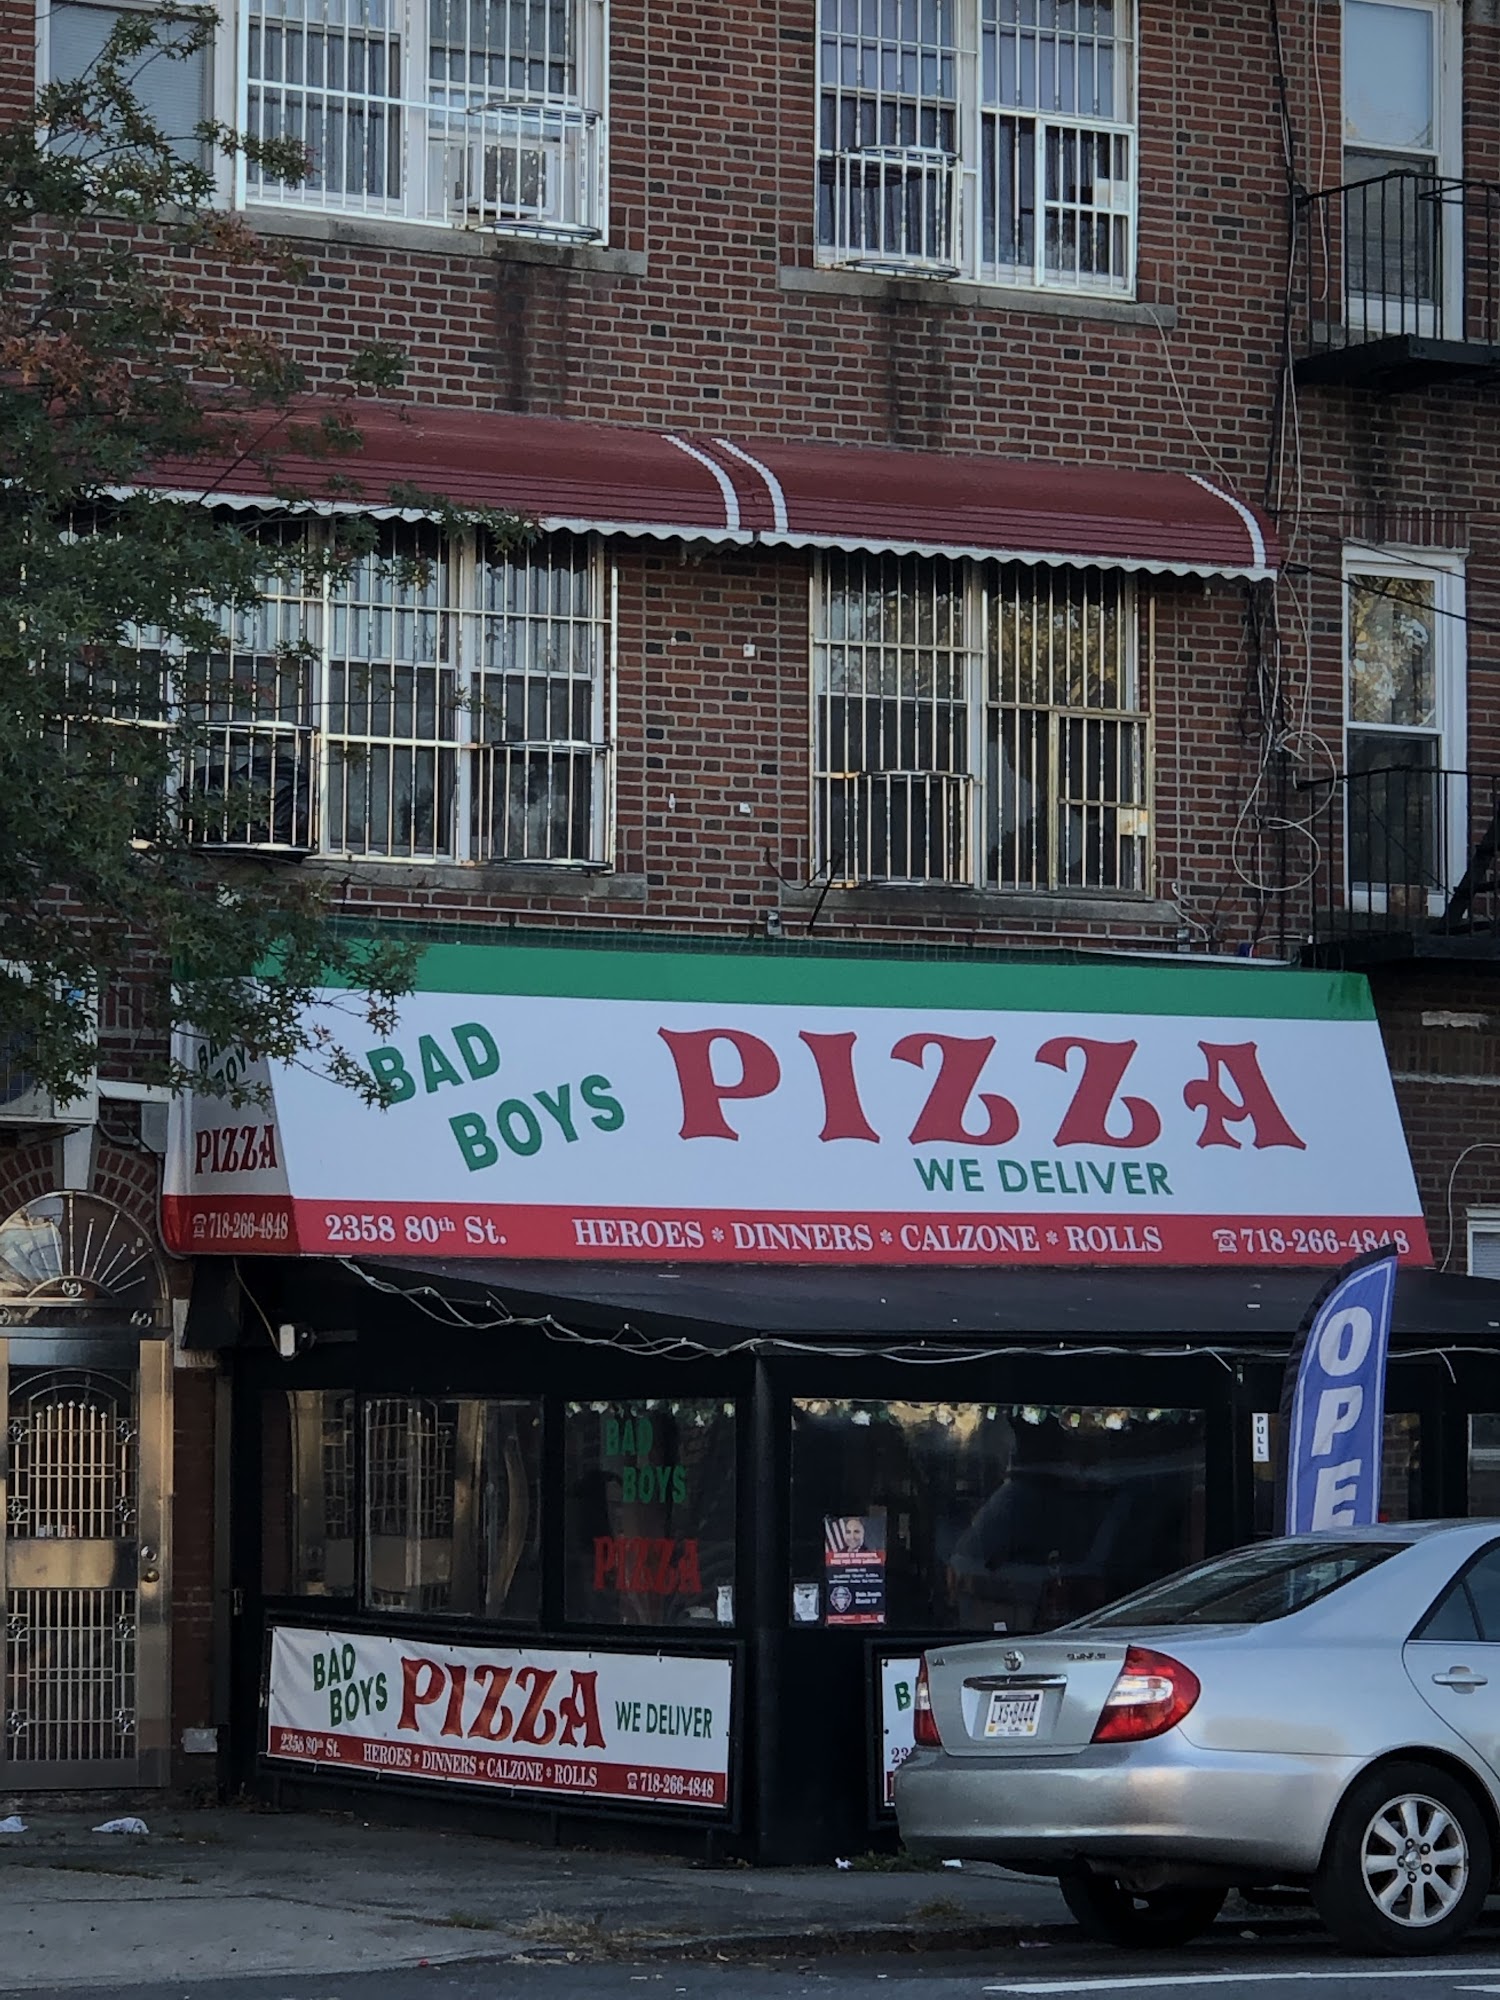 BAD
BOYS
PIZZA
WE DELIVER
2358 80th St.
HEROES * DINNERS * CALZONE * ROLLS
☎718-266-4848
BOY
PIZZA
☎718-266-4848
OPE
PULL
BAD
BOYS
PIZZA
BAD
BOYS
PIZZA
WE DELIVER
2358 80th St.
HEROES * DINNERS * CALZONE * ROLLS
☎718-266-4848
B
23